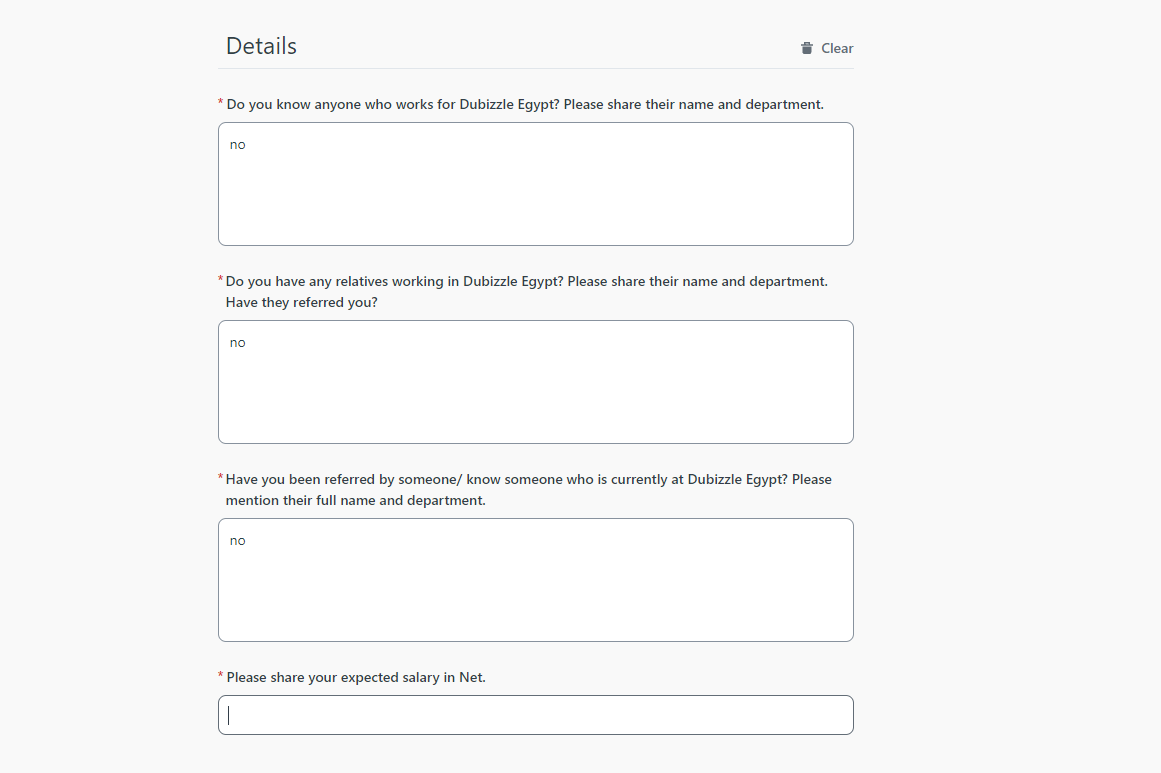 Details
Clear
* Do you know anyone who works for Dubizzle Egypt? Please share their name and department.
no
* Do you have any relatives working in Dubizzle Egypt? Please share their name and department.
Have they referred you?
no
* Have you been referred by someone/ know someone who is currently at Dubizzle Egypt? Please
mention their full name and department.
no
* Please share your expected salary in Net.